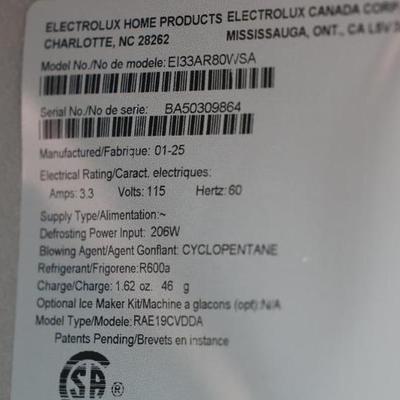 ELECTROLUX HOME PRODUCTS ELECTROLUX CANADA CORP
CHARLOTTE, NC 28262 MISSISSAUGA, ONT., CA L5V
Model No./No de modele: EI33AR80WSA
Serial No./No de serie: BA50309864
Manufactured/Fabrique: 01-25
Electrical Rating/Caract. electriques:
Amps: 3.3 Volts: 115 Hertz: 60
Supply Type/Alimentation:~
Defrosting Power Input: 206W
Blowing Agent/Agent Gonflant: CYCLOPENTANE
Refrigerant/Frigorene:R600a
Charge/Charge: 1.62 oz. 46 g
Optional Ice Maker Kit/Machine a glacons (opt):N/A
Model Type/Modele: RAE19CVDDA
Patents Pending/Brevets en instance
SA ®